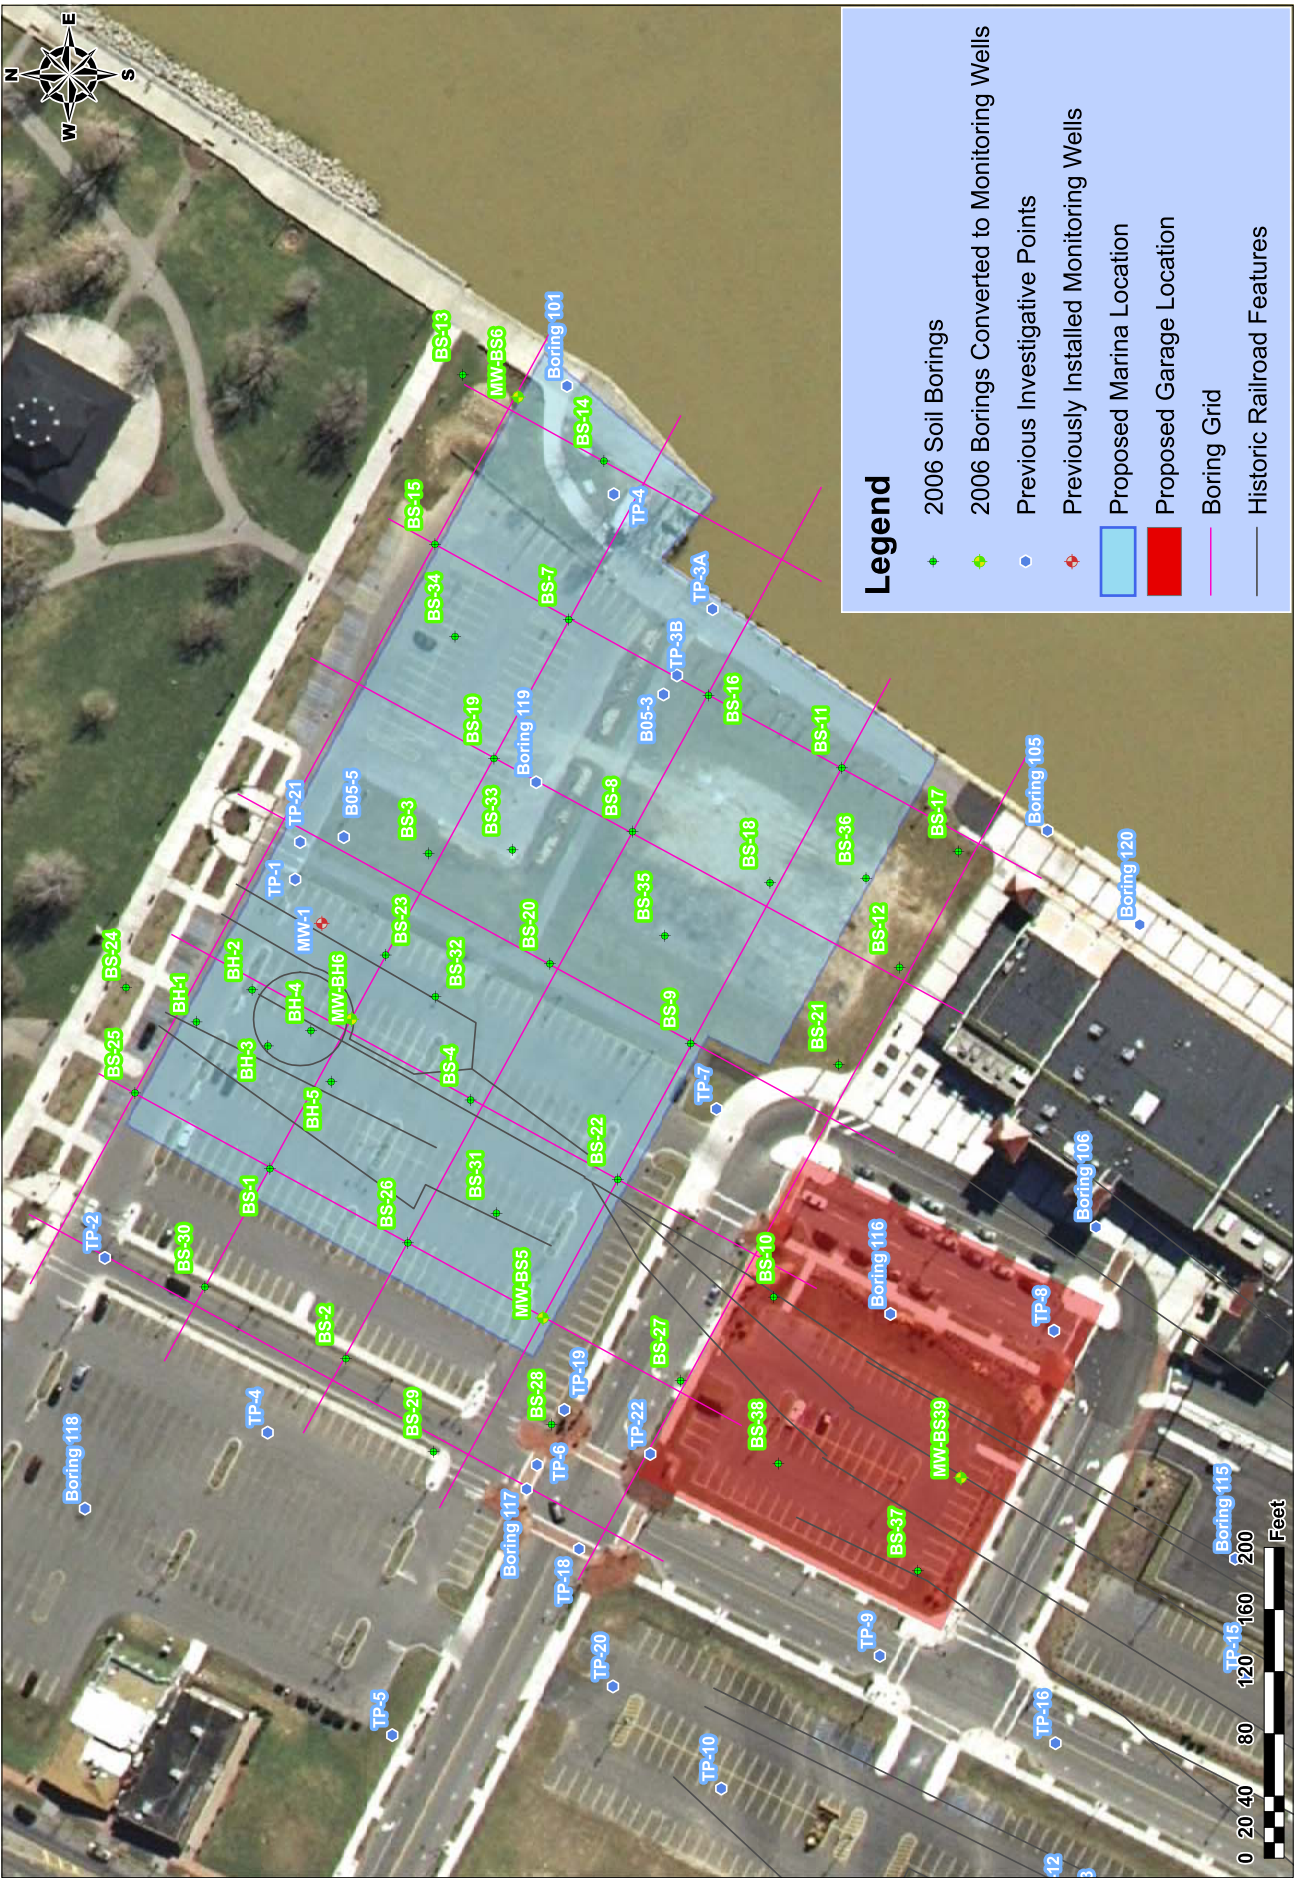 N
E
S
W
BS-13
MW-BS6
Boring 101
BS-14
TP-4
BS-15
BS-34
BS-7
TP-3A
TP-3B
B05-3
BS-16
BS-19
Boring 119
BS-11
TP-21
B05-5
BS-3
BS-33
BS-8
BS-18
BS-36
BS-17
Boring 105
Boring 120
TP-1
MW-1
BS-23
BS-20
BS-35
BS-12
BS-24
BH-1
BH-2
BH-4
MW-BH6
BS-32
BS-9
BS-21
BS-25
BH-3
BH-5
BS-4
TP-7
BS-22
Boring 106
TP-2
BS-30
BS-1
BS-26
BS-31
MW-BS5
BS-10
Boring 116
TP-8
BS-2
BS-27
BS-29
BS-28
TP-19
TP-22
BS-38
MW-BS39
Boring 118
TP-4
TP-6
Boring 117
TP-18
BS-37
Boring 115
TP-5
TP-20
TP-10
TP-9
TP-16
TP-15
-12
Legend
2006 Soil Borings
2006 Borings Converted to Monitoring Wells
Previous Investigative Points
Previously Installed Monitoring Wells
Proposed Marina Location
Proposed Garage Location
Boring Grid
Historic Railroad Features
0 20 40 80 120 160 200
Feet